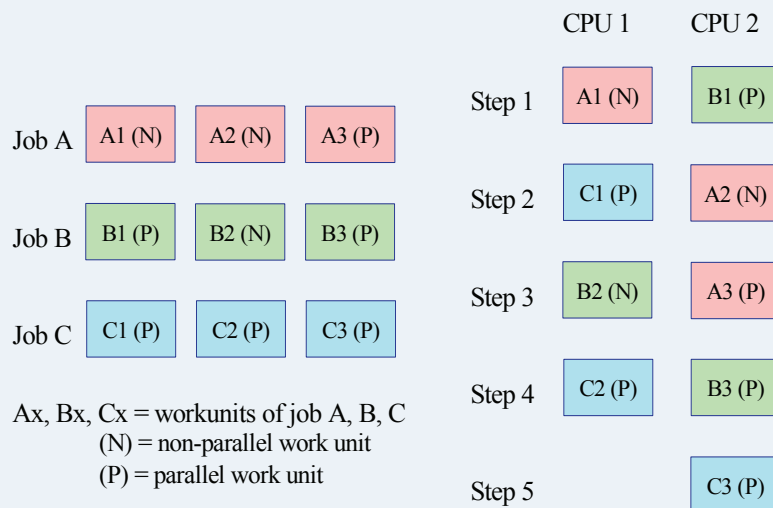 CPU 1 CPU 2
Step 1 A1 (N) B1 (P)
Job A A1 (N) A2 (N) A3 (P)
Step 2 C1 (P) A2 (N)
Job B B1 (P) B2 (N) B3 (P)
Step 3 B2 (N) A3 (P)
Job C C1 (P) C2 (P) C3 (P)
Step 4 C2 (P) B3 (P)
Ax, Bx, Cx = workunits of job A, B, C
(N) = non-parallel work unit
(P) = parallel work unit
Step 5 C3 (P)